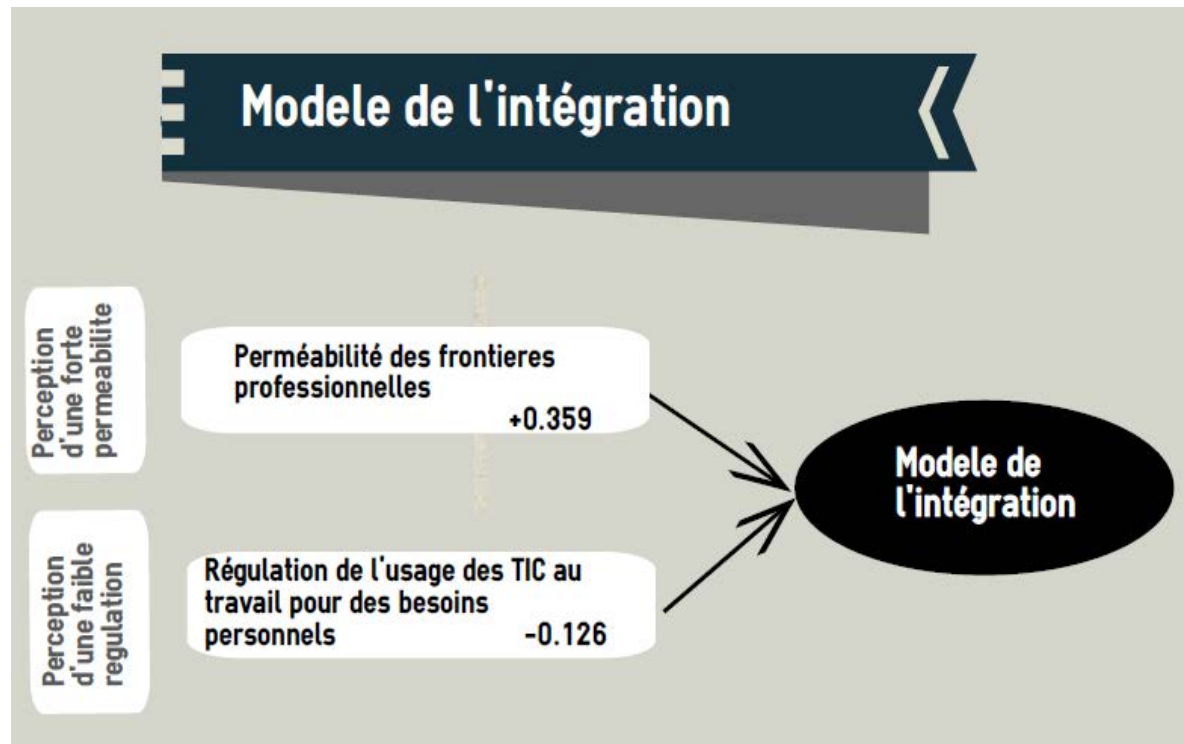 Modele de l'intégration
Perception
d'une forte
permeabilite
Perméabilité des frontieres
professionnelles
+0.359
Modele de
l'intégration
Perception
d'une faible
regulation
Régulation de l'usage des TIC au
travail pour des besoins
personnels -0.126